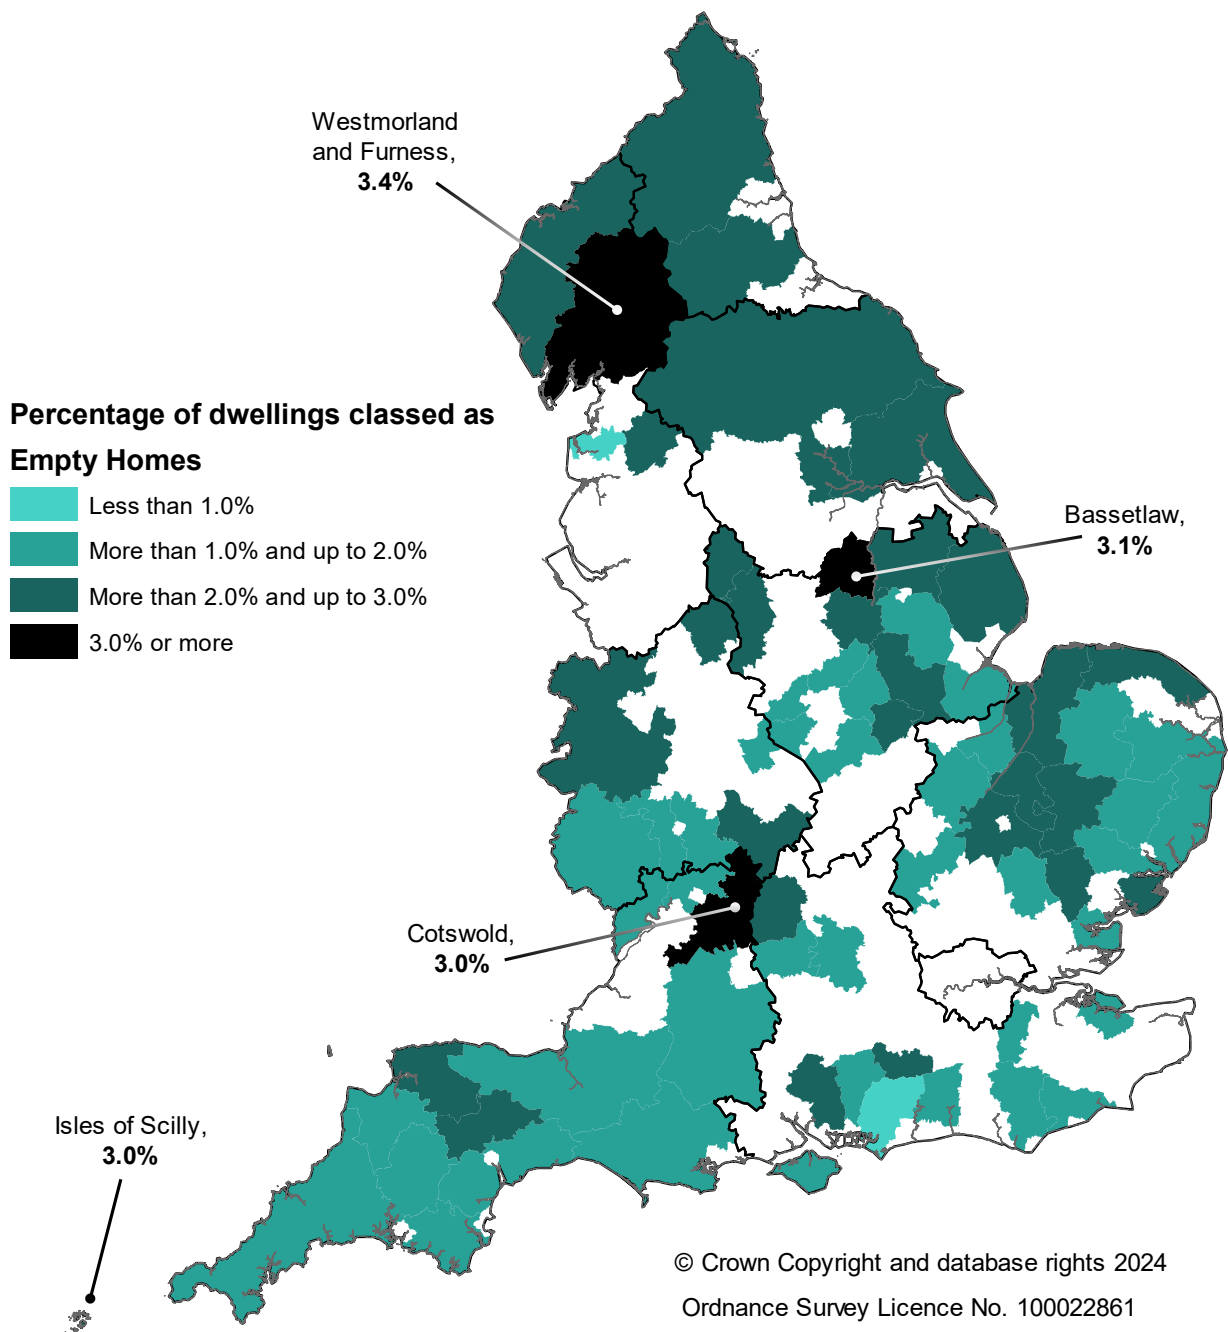 Westmorland
and Furness,
3.4%
Percentage of dwellings classed as
Empty Homes
Less than 1.0%
More than 1.0% and up to 2.0%
More than 2.0% and up to 3.0%
3.0% or more
Bassetlaw,
3.1%
Cotswold,
3.0%
Isles of Scilly,
3.0%
© Crown Copyright and database rights 2024
Ordnance Survey Licence No. 100022861